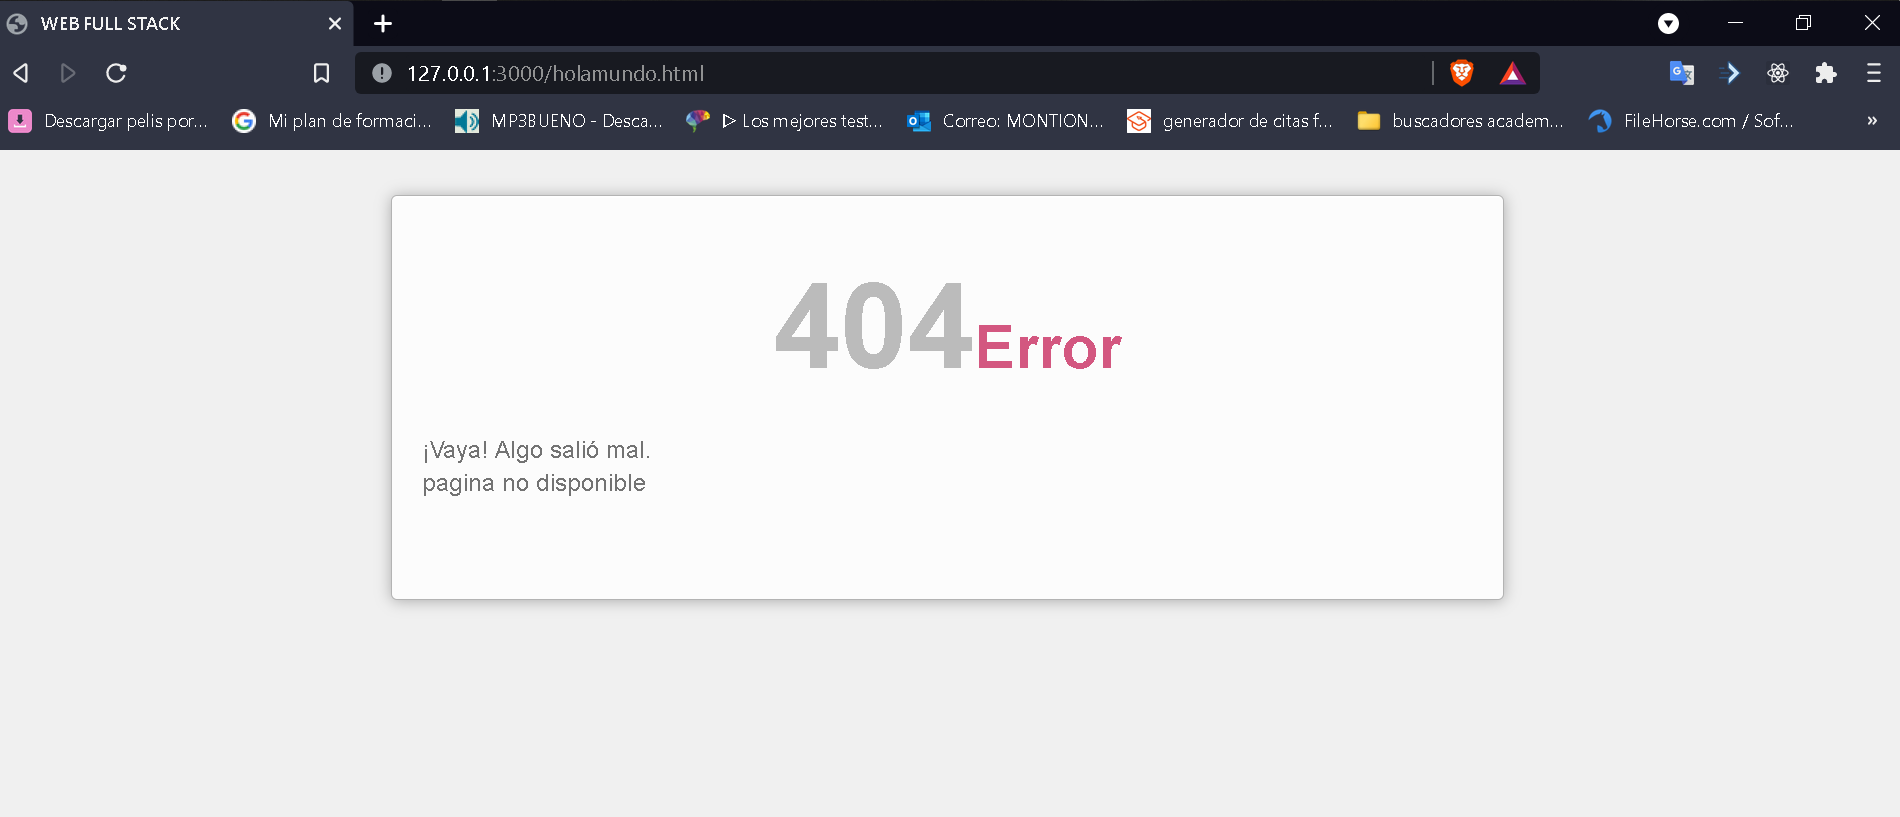 WEB FULL STACK
127.0.0.1:3000/holamundo.html
Descargar pelis por...
Mi plan de formaci...
MP3BUENO - Desca...
ᐅ Los mejores test...
Correo: MONTION...
generador de citas f...
buscadores academ...
FileHorse.com / Sof...
»
404Error
¡Vaya! Algo salió mal.
pagina no disponible